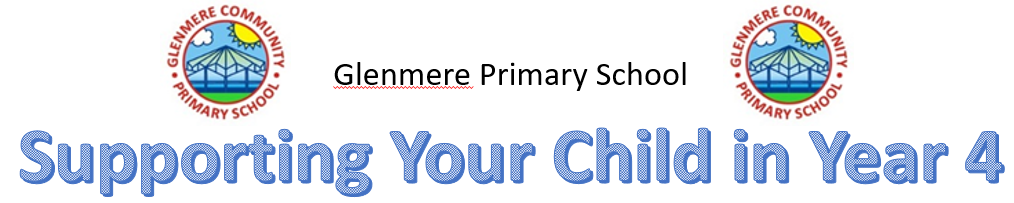 GLENMERE COMMUNITY
PRIMARY SCHOOL
Glenmere Primary School
GLENMERE COMMUNITY
PRIMARY SCHOOL
Supporting Your Child in Year 4